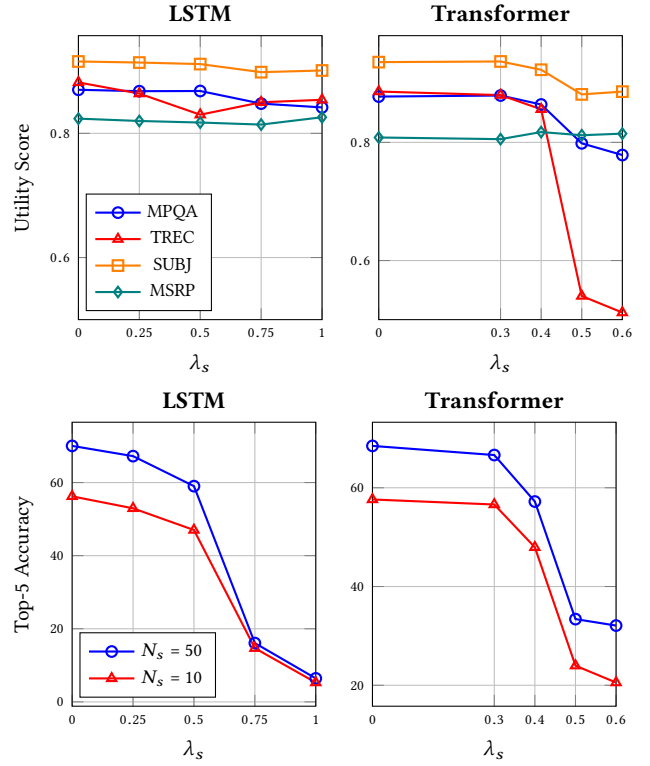 LSTM
Transformer
Utility Score
0.8
0.6
MPQA
TREC
SUBJ
MSRP
0 0.25 0.5 0.75 1
λs
0.8
0.6
0 0.3 0.4 0.5 0.6
λs
LSTM
Transformer
Top-5 Accuracy
60
40
20
0
Ns = 50
Ns = 10
0 0.25 0.5 0.75 1
λs
60
40
20
0 0.3 0.4 0.5 0.6
λs